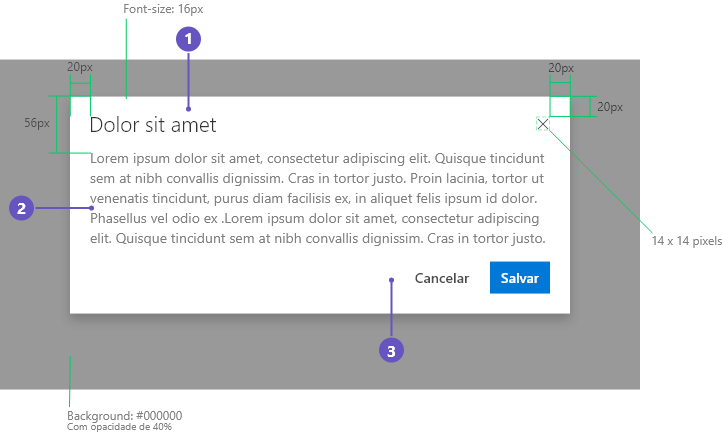 Font-size: 16px
1
20px
20px
20px
56px
Dolor sit amet
Lorem ipsum dolor sit amet, consectetur adipiscing elit. Quisque tincidunt
sem at nibh convallis dignissim. Cras in tortor justo. Proin lacinia, tortor ut
venenatis tincidunt, purus diam facilisis ex, in aliquet felis ipsum id dolor.
2
Phasellus vel odio ex .Lorem ipsum dolor sit amet, consectetur adipiscing
elit. Quisque tincidunt sem at nibh convallis dignissim. Cras in tortor justo.
14 x 14 pixels
Cancelar
Salvar
3
Background: #000000
Com opacidade de 40%